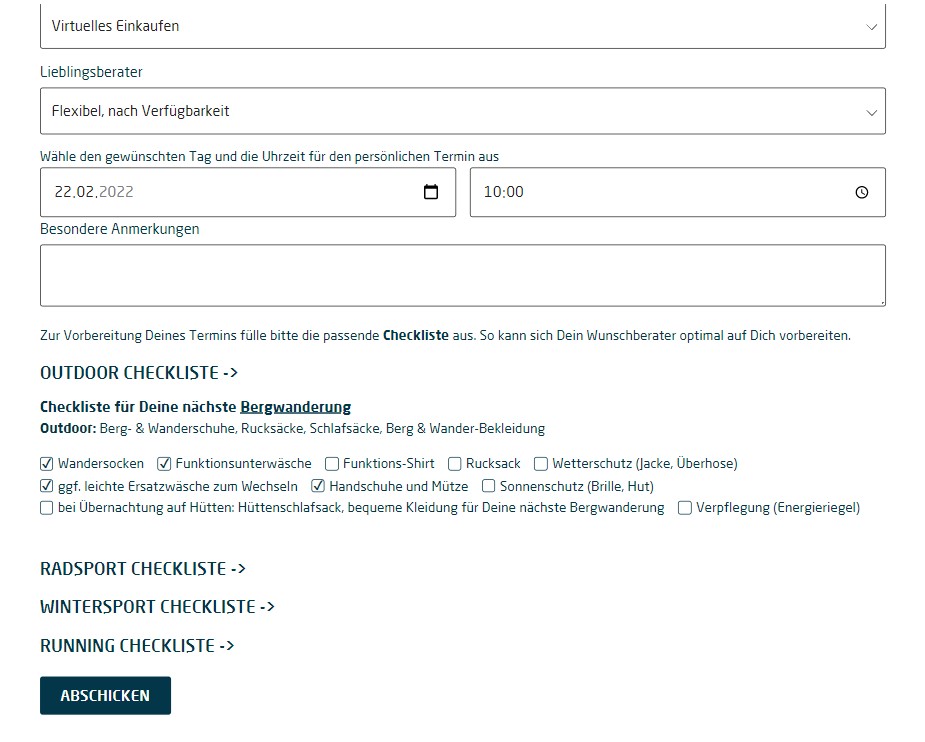 Virtuelles Einkaufen
Lieblingsberater
Flexibel, nach Verfügbarkeit
Wähle den gewünschten Tag und die Uhrzeit für den persönlichen Termin aus
22.02.2022 10:00
Besondere Anmerkungen
Zur Vorbereitung Deines Termins fülle bitte die passende Checkliste aus. So kann sich Dein Wunschberater optimal auf Dich vorbereiten.
OUTDOOR CHECKLISTE ->
Checkliste für Deine nächste Bergwanderung
Outdoor: Berg- & Wanderschuhe, Rucksäcke, Schlafsäcke, Berg & Wander-Bekleidung
Wandersocken Funktionsunterwäsche Funktions-Shirt Rucksack Wetterschutz (Jacke, Überhose)
ggf. leichte Ersatzwäsche zum Wechseln Handschuhe und Mütze Sonnenschutz (Brille, Hut)
bei Übernachtung auf Hütten: Hüttenschlafsack, bequeme Kleidung für Deine nächste Bergwanderung Verpflegung (Energieriegel)
RADSPORT CHECKLISTE ->
WINTERSPORT CHECKLISTE ->
RUNNING CHECKLISTE ->
ABSCHICKEN